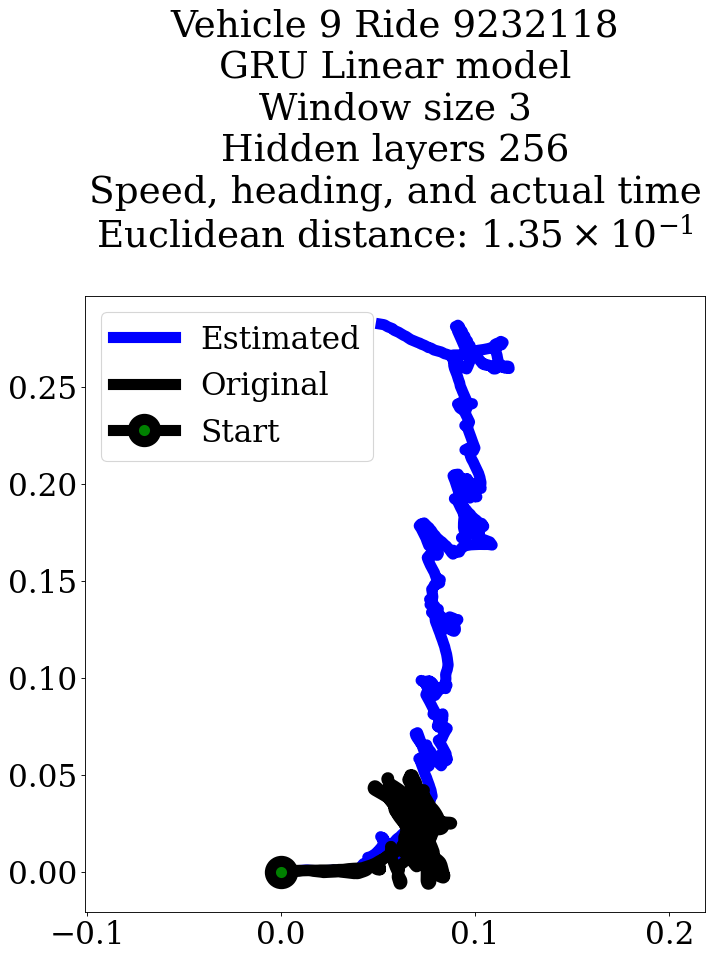 Vehicle 9 Ride 9232118
GRU Linear model
Window size 3
Hidden layers 256
Speed, heading, and actual time
Euclidean distance: 1.35 × 10⁻¹
Estimated
Original
Start
0.25
0.20
0.15
0.10
0.05
0.00
−0.1 0.0 0.1 0.2